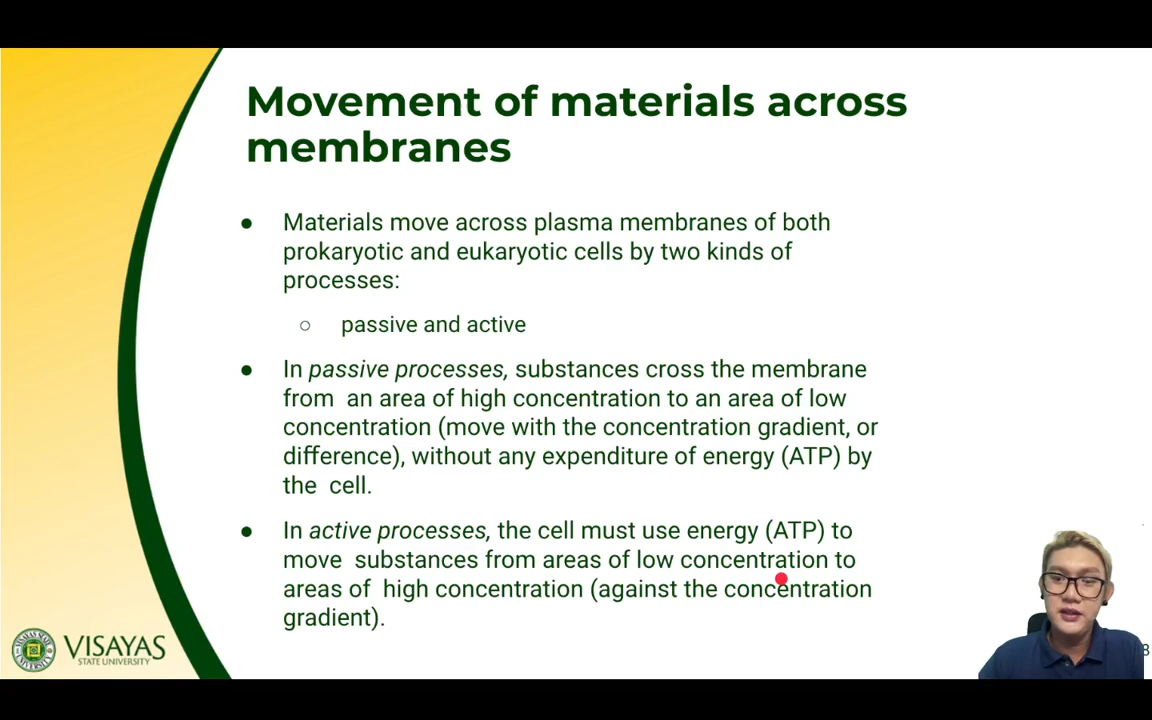 Movement of materials across
membranes
● Materials move across plasma membranes of both
prokaryotic and eukaryotic cells by two kinds of
processes:
○ passive and active
● In passive processes, substances cross the membrane
from an area of high concentration to an area of low
concentration (move with the concentration gradient, or
difference), without any expenditure of energy (ATP) by
the cell.
● In active processes, the cell must use energy (ATP) to
move substances from areas of low concentration to
areas of high concentration (against the concentration
gradient).
VISAYAS
STATE UNIVERSITY